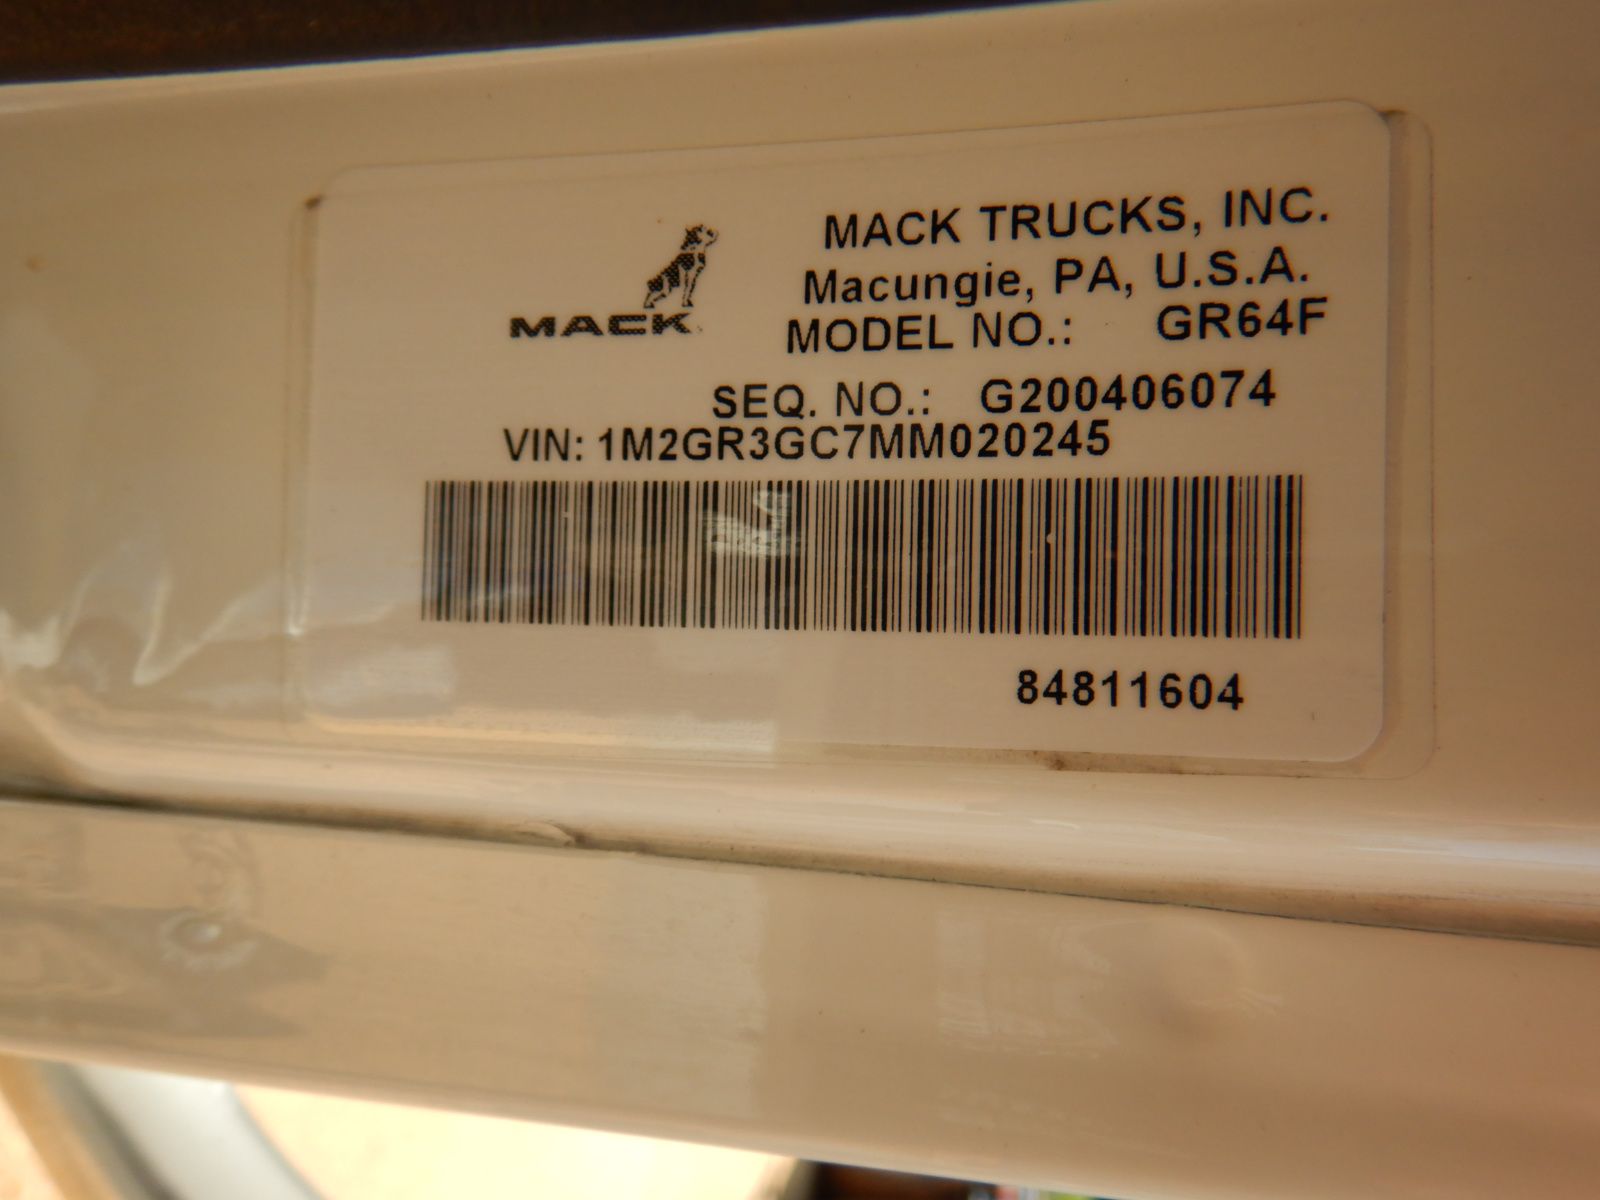 MACK
MACK TRUCKS, INC.
Macungie, PA, U.S.A.
MODEL NO.: GR64F
SEQ. NO.: G200406074
VIN: 1M2GR3GC7MM020245
84811604